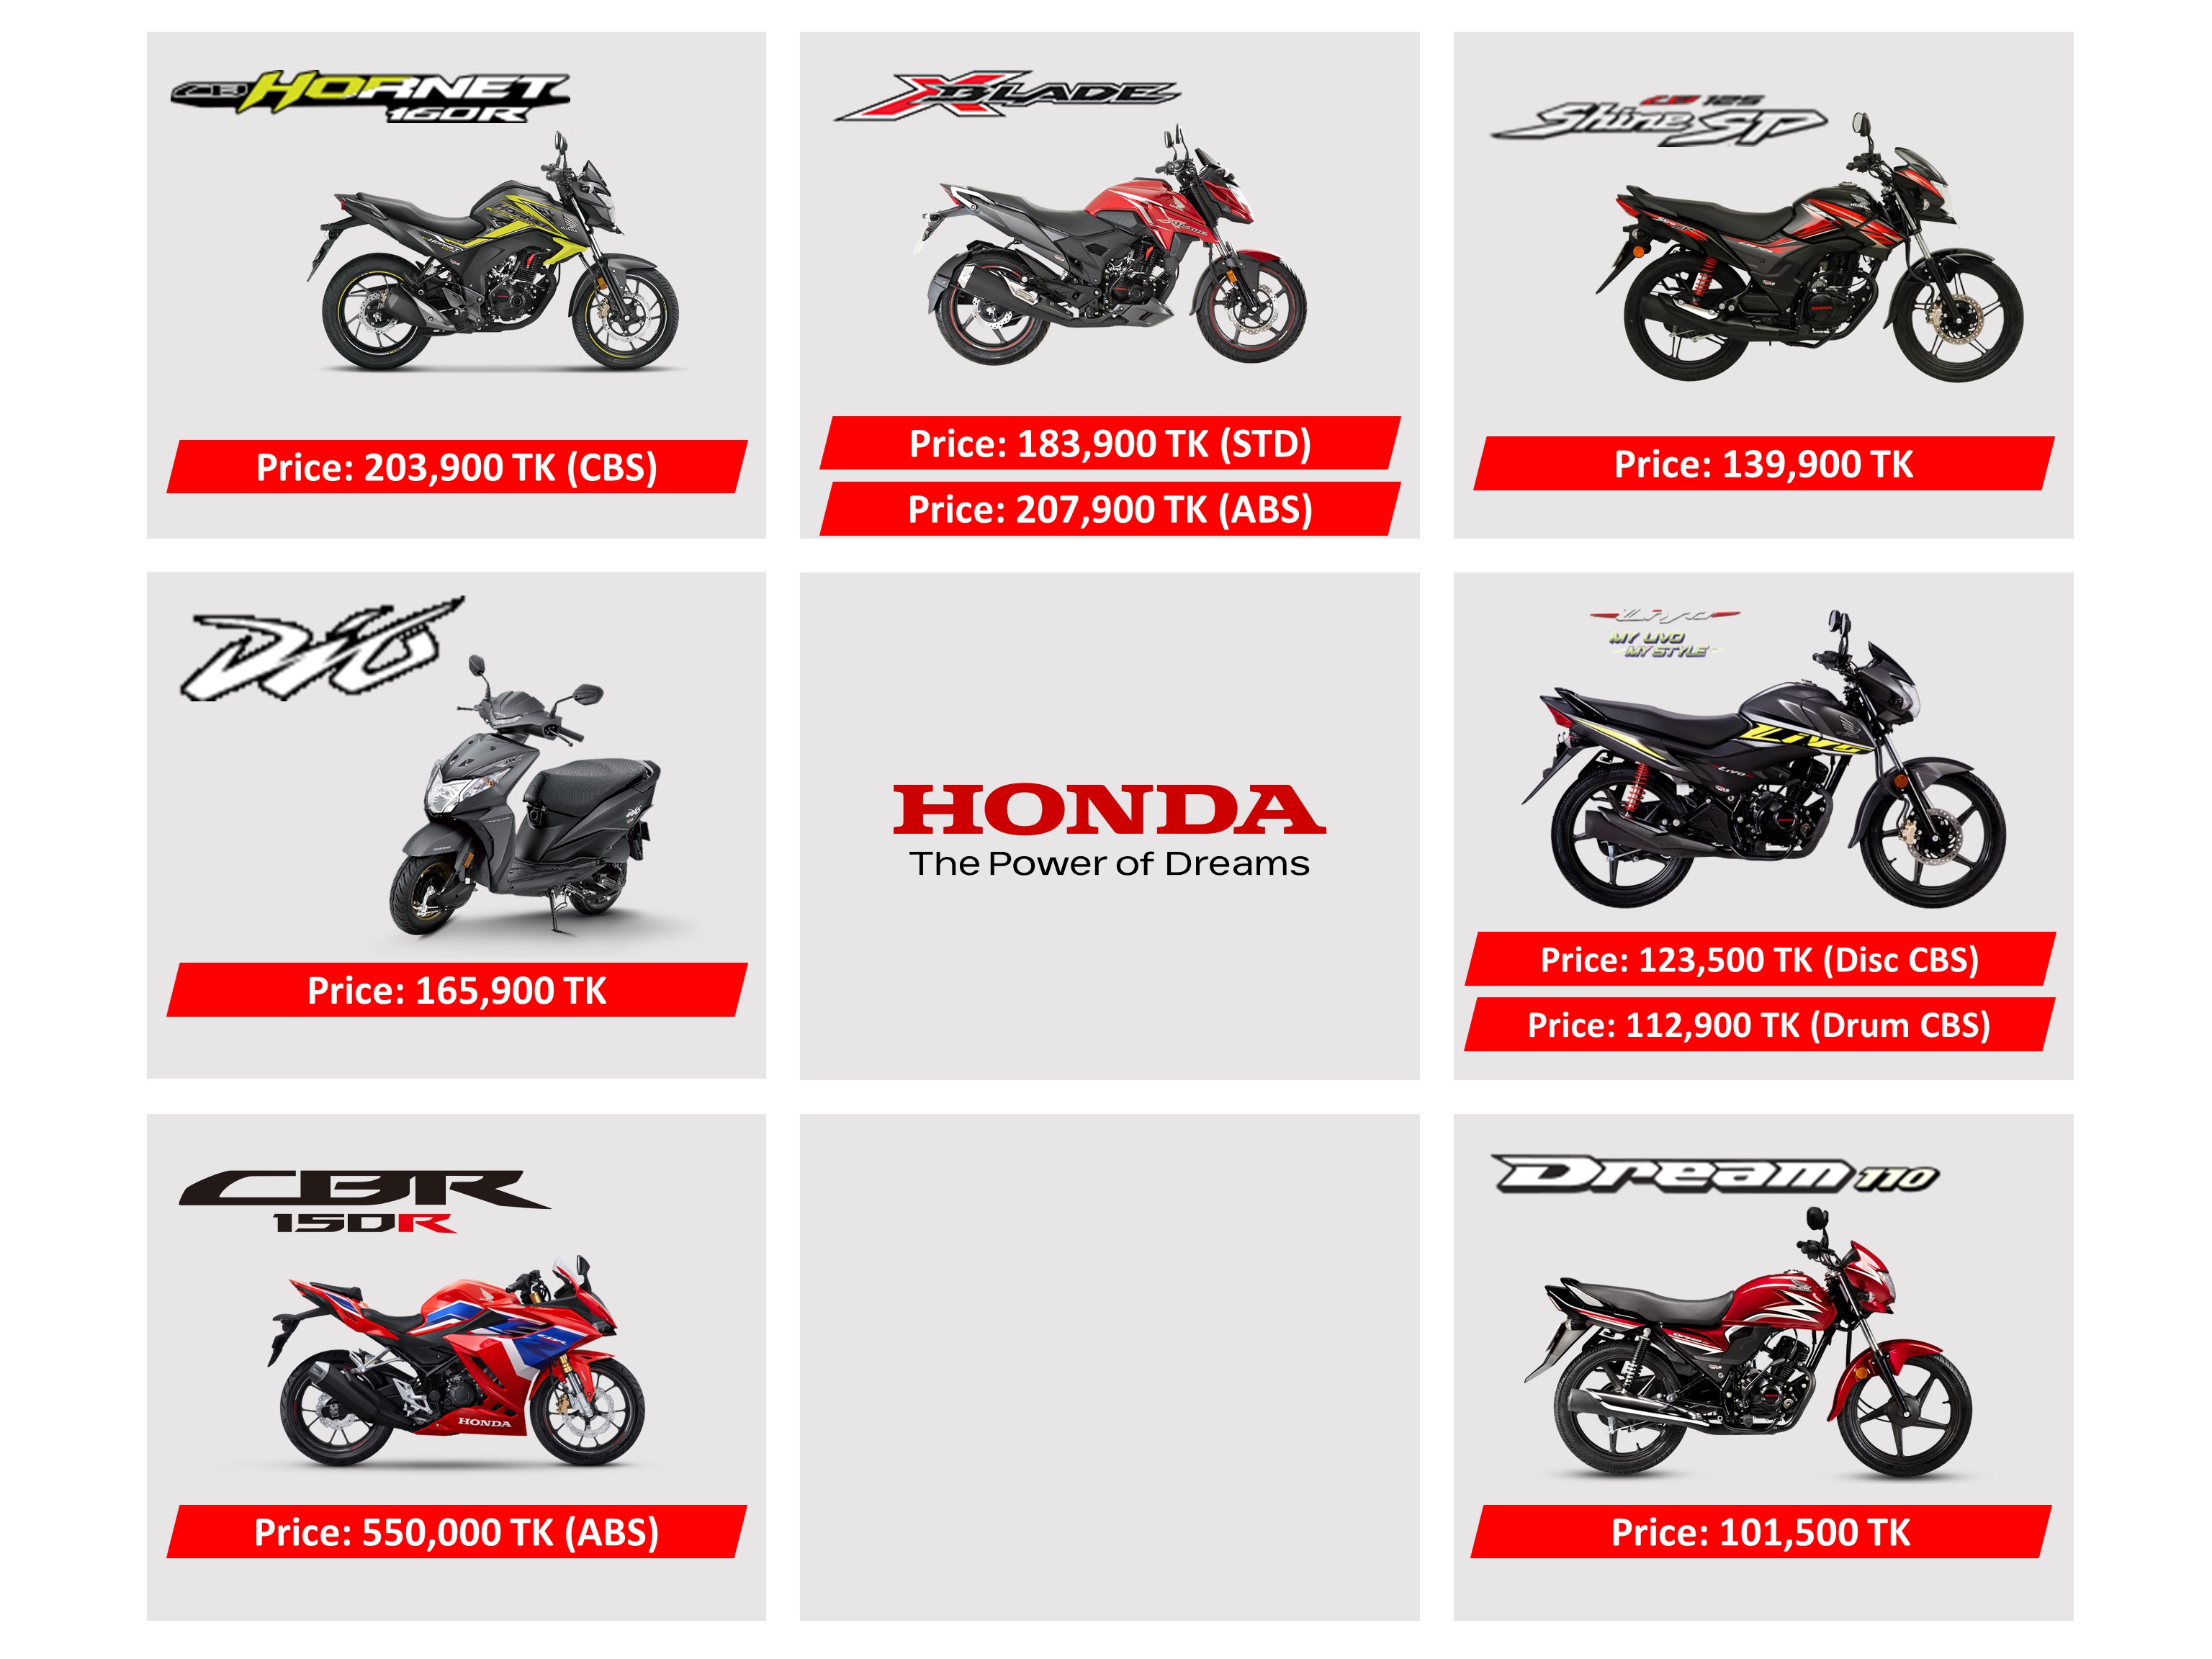 CB HORNET
160R
Price: 203,900 TK (CBS)
X BLADE
Price: 183,900 TK (STD)
Price: 207,900 TK (ABS)
CB 125
Shine SP
Price: 139,900 TK
Dio
Price: 165,900 TK
HONDA
The Power of Dreams
Livo
MY LIVO
MY STYLE
LIVO
Price: 123,500 TK (Disc CBS)
Price: 112,900 TK (Drum CBS)
CBR
150R
HONDA
Price: 550,000 TK (ABS)
Dream 110
Price: 101,500 TK